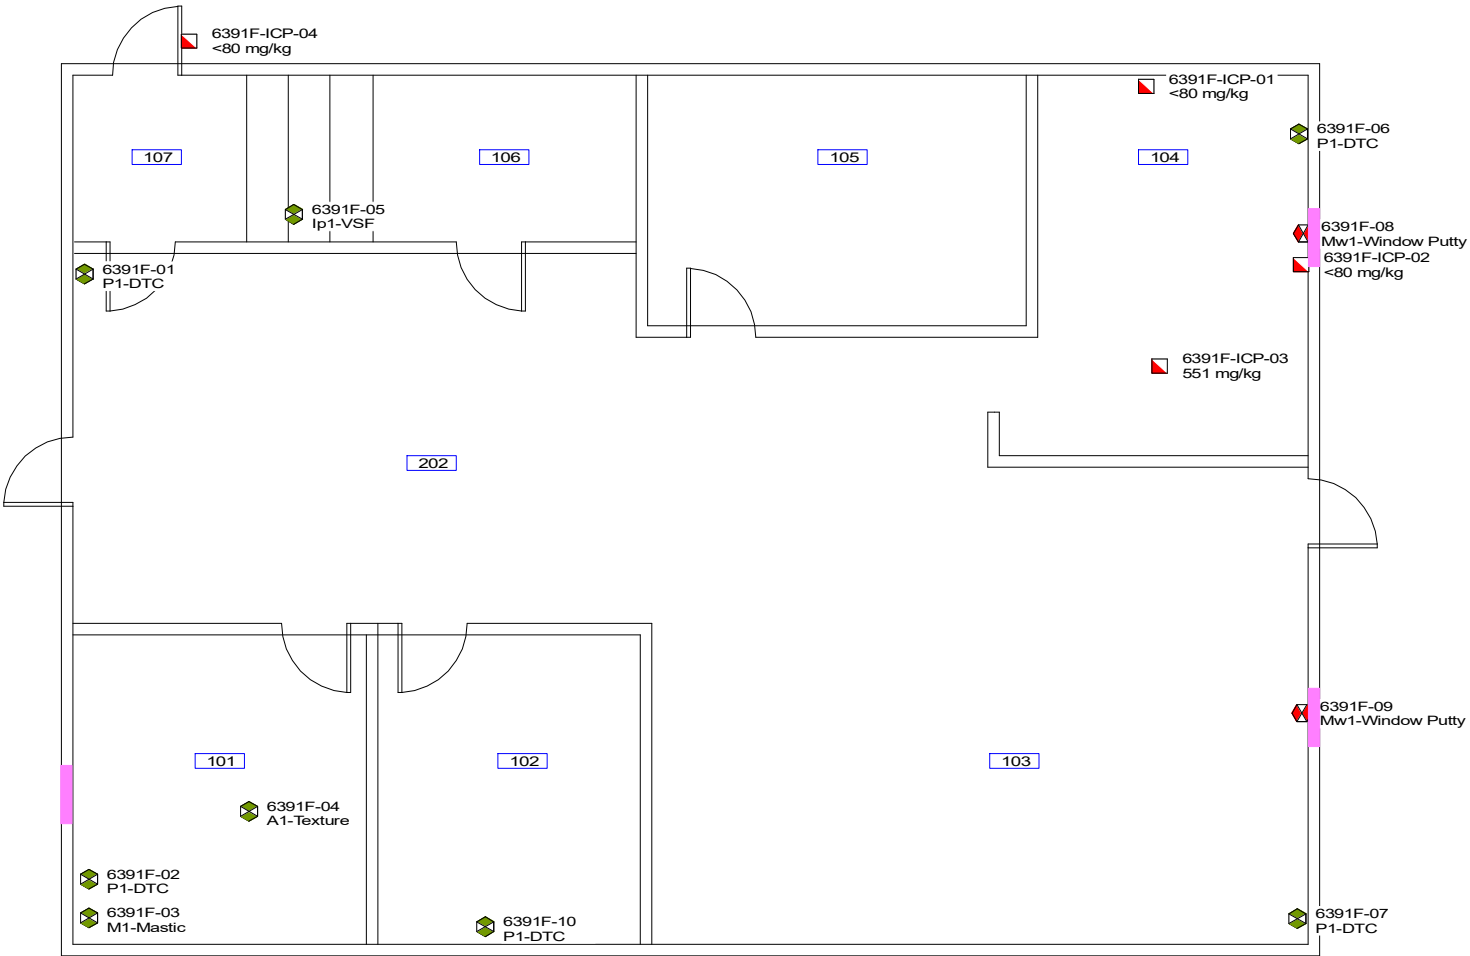 6391F-ICP-04
<80 mg/kg
6391F-ICP-01
<80 mg/kg
6391F-06
P1-DTC
107
106
105
104
6391F-05
Ip1-VSF
6391F-08
Mw1-Window Putty
6391F-ICP-02
<80 mg/kg
6391F-01
P1-DTC
6391F-ICP-03
551 mg/kg
202
6391F-09
Mw1-Window Putty
101
102
103
6391F-04
A1-Texture
6391F-02
P1-DTC
6391F-03
M1-Mastic
6391F-10
P1-DTC
6391F-07
P1-DTC